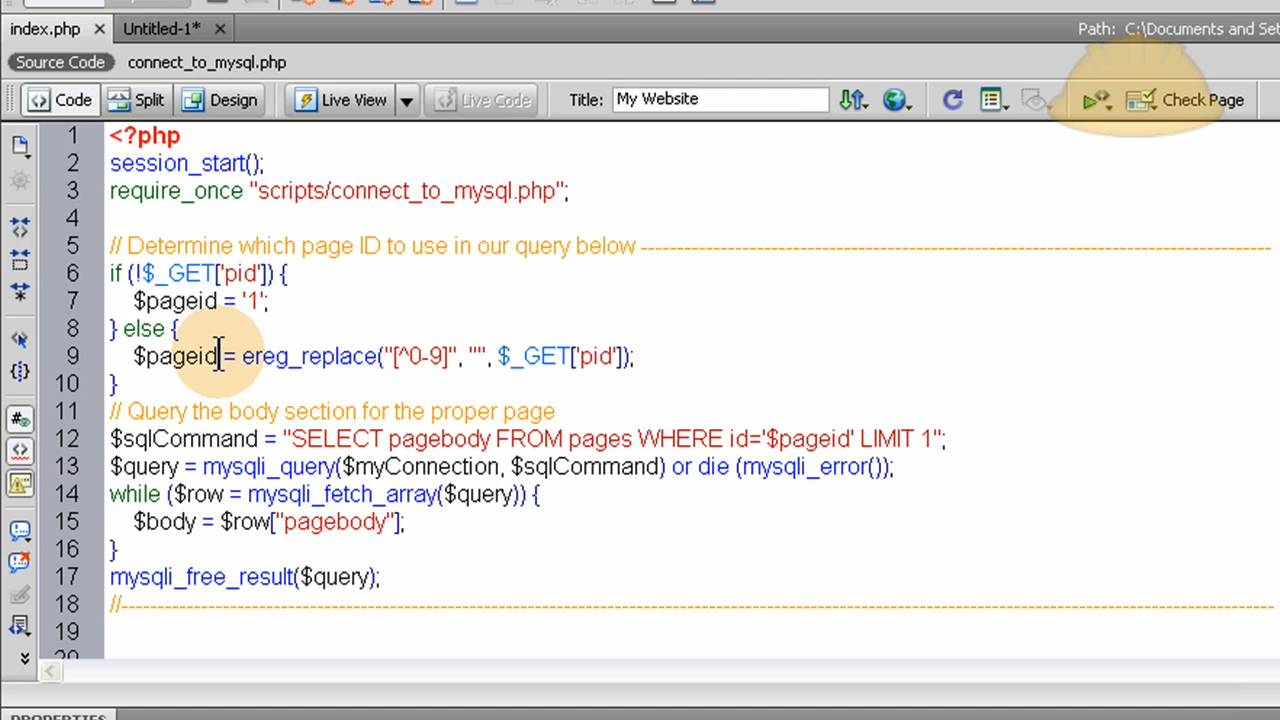 index.php × Untitled-1* × Path: C:\Documents and Set
Source Code connect_to_mysql.php
Code Split Design Live View Live Code Title: My Website Check Page
1 <?php
2 session_start();
3 require_once "scripts/connect_to_mysql.php";
4
5 // Determine which page ID to use in our query below ---------------------------------------------------------------------------------------
6 if (!$_GET['pid']) {
7 $pageid = '1';
8 } else {
9 $pageid = ereg_replace("[^0-9]", "", $_GET['pid']);
10 }
11 // Query the body section for the proper page
12 $sqlCommand = "SELECT pagebody FROM pages WHERE id='$pageid' LIMIT 1";
13 $query = mysqli_query($myConnection, $sqlCommand) or die (mysqli_error());
14 while ($row = mysqli_fetch_array($query)) {
15 $body = $row["pagebody"];
16 }
17 mysqli_free_result($query);
18 //---------------------------------------------------------------------------------------------------------------------------------------------------------------
19
20
PROPERTIES